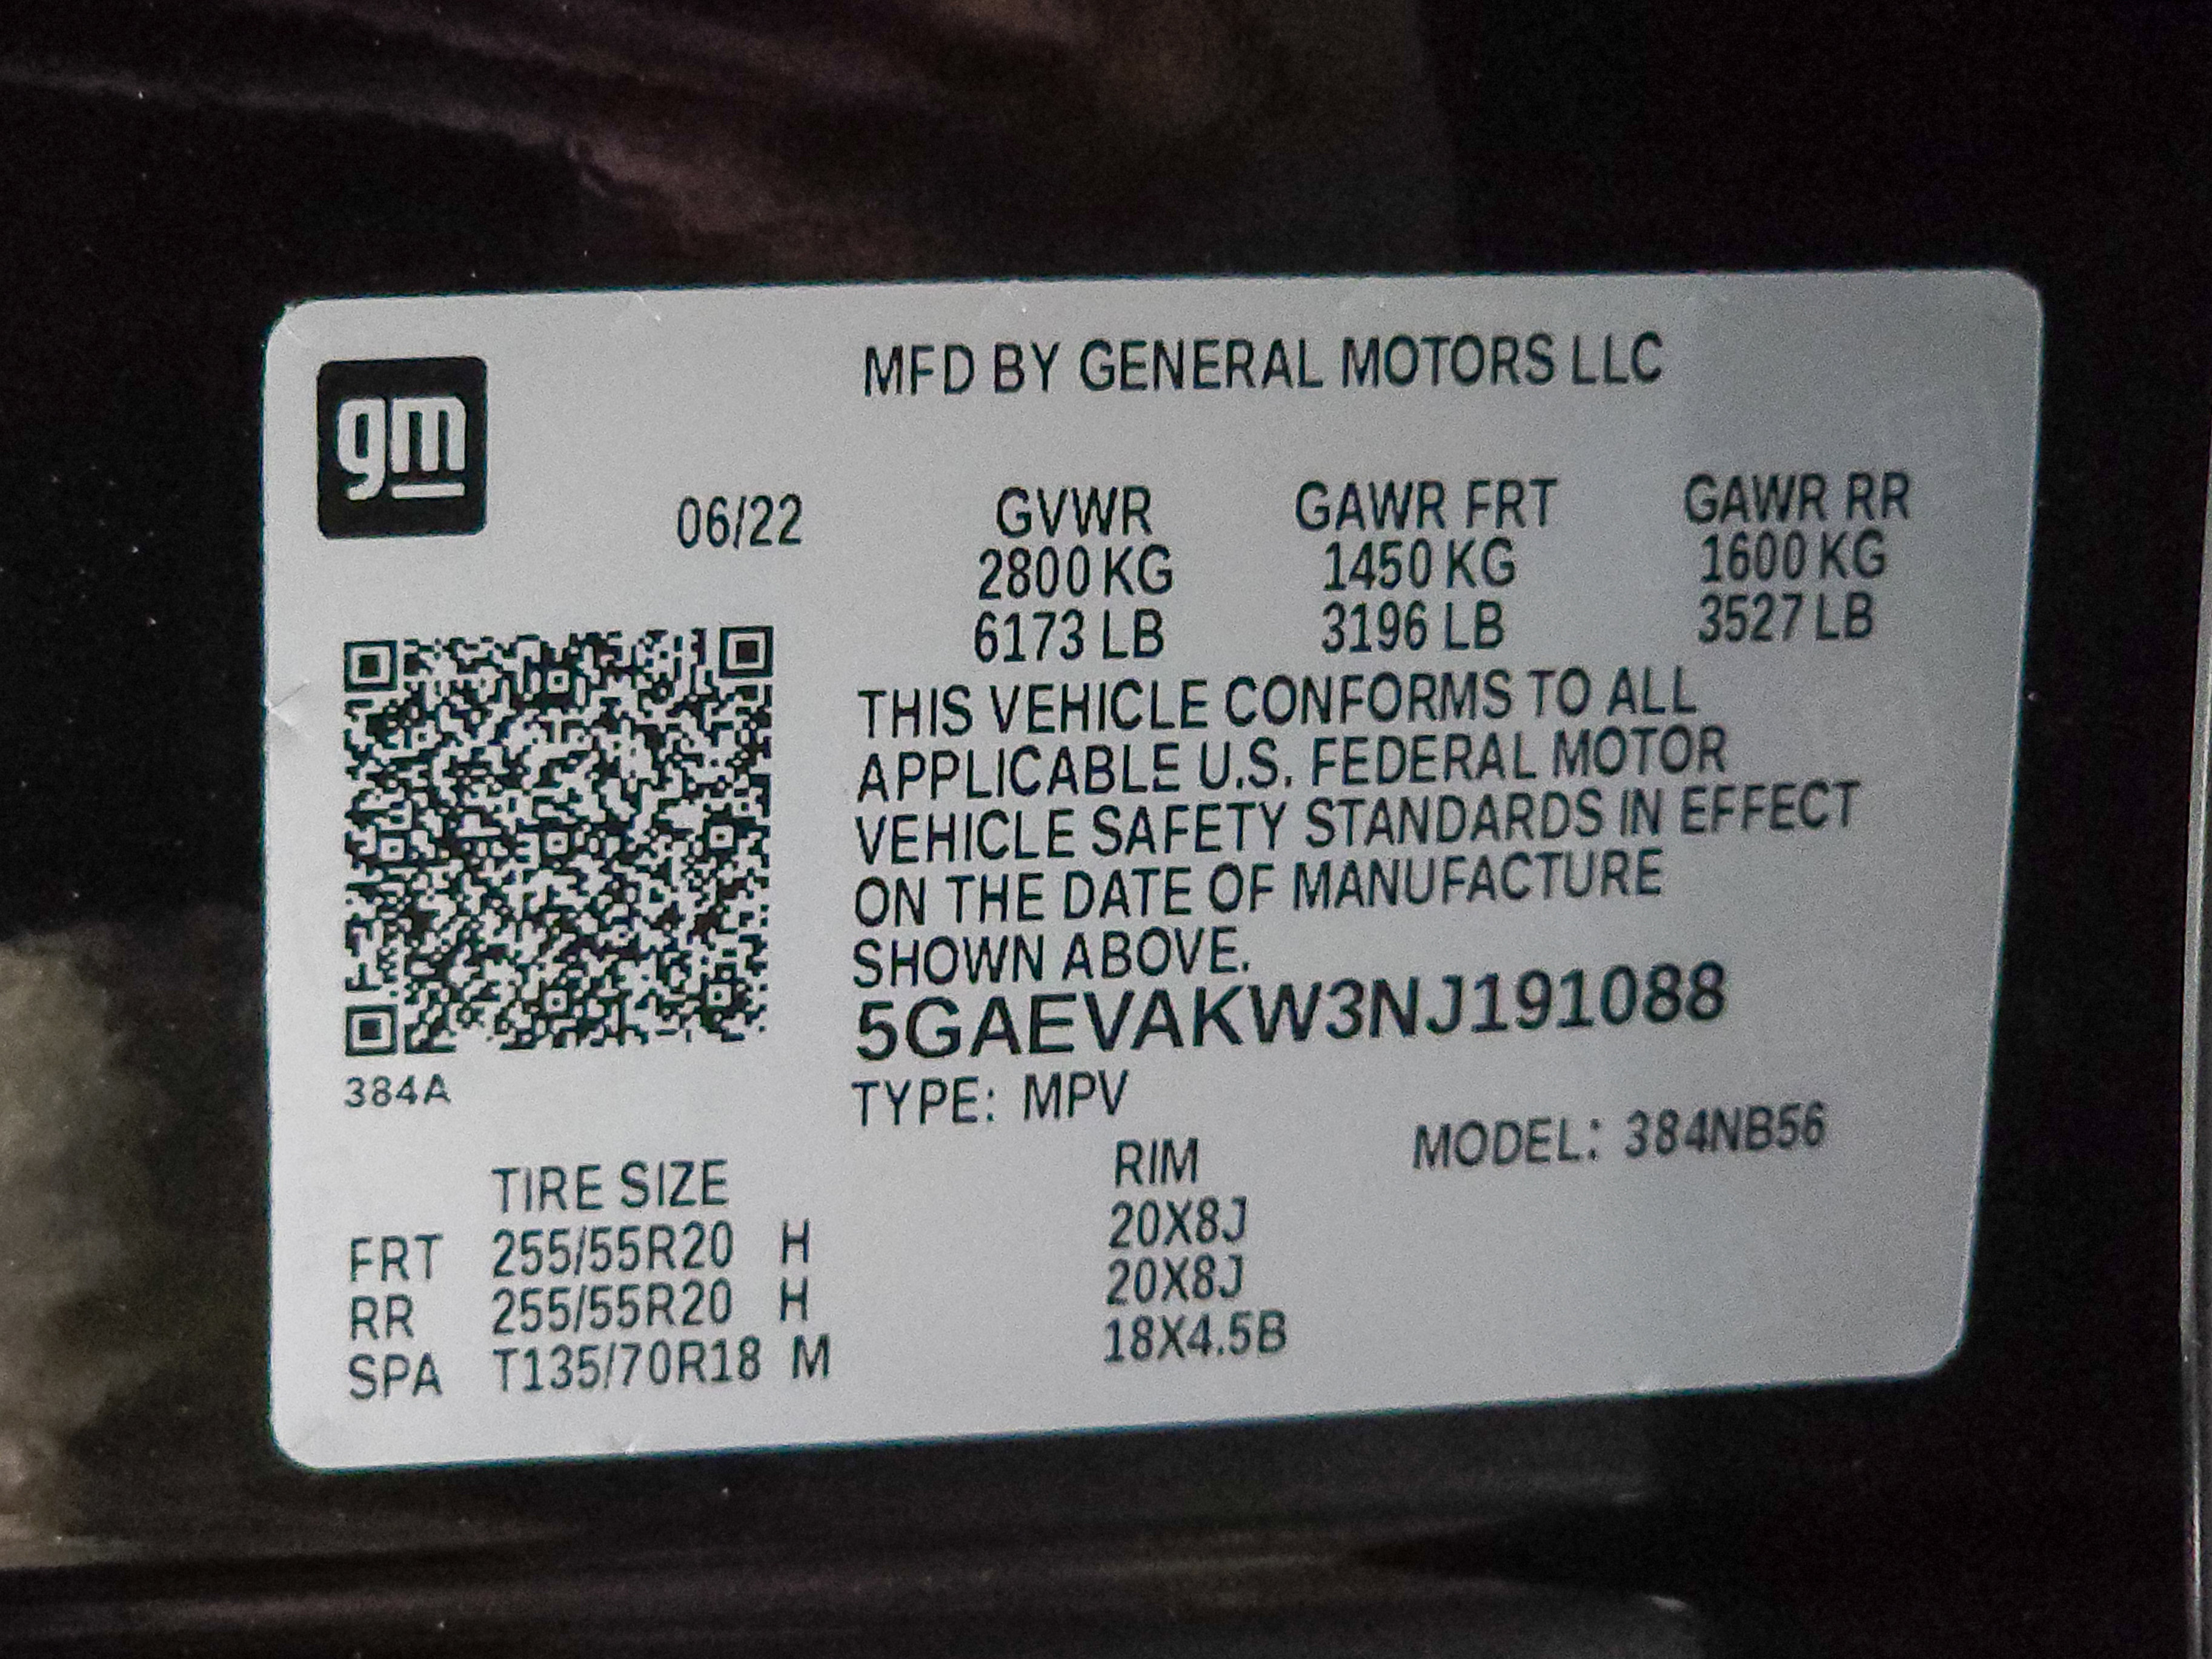 gm
MFD BY GENERAL MOTORS LLC
06/22 GVWR GAWR FRT GAWR RR
2800 KG 1450 KG 1600 KG
6173 LB 3196 LB 3527 LB
THIS VEHICLE CONFORMS TO ALL
APPLICABLE U.S. FEDERAL MOTOR
VEHICLE SAFETY STANDARDS IN EFFECT
ON THE DATE OF MANUFACTURE
SHOWN ABOVE.
5GAEVAKW3NJ191088
384A
TYPE: MPV
MODEL: 384NB56
TIRE SIZE RIM
FRT 255/55R20 H 20X8J
RR 255/55R20 H 20X8J
SPA T135/70R18 M 18X4.5B